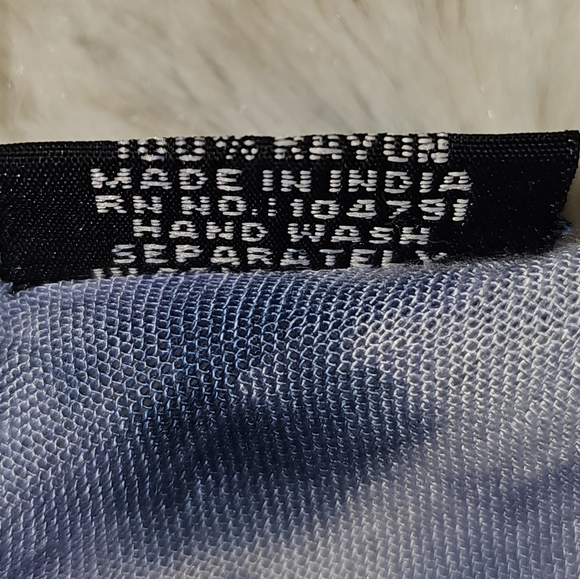 100% RAYON
MADE IN INDIA
RN NO.: 104791
HAND WASH
SEPARATELY